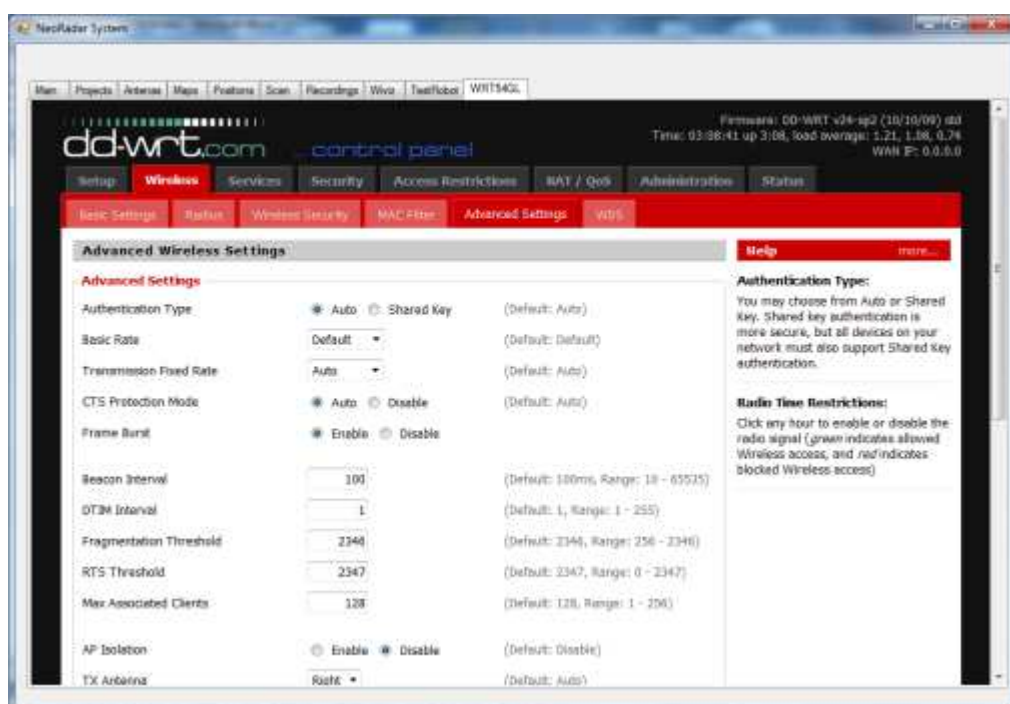 NeoRadar System
Main Projects Antenas Maps Positions Scan Recordings Wivo TestRobot WRT54GL
Firmware: DD-WRT v24-sp2 (10/10/09) std
Time: 03:08:41 up 3:08, load average: 1.21, 1.08, 0.74
WAN IP: 0.0.0.0
dd-wrt.com ... control panel
Setup Wireless Services Security Access Restrictions NAT / QoS Administration Status
Basic Settings Radius Wireless Security MAC Filter Advanced Settings WDS
Advanced Wireless Settings
Advanced Settings
Authentication Type Auto Shared Key (Default: Auto)
Basic Rate Default (Default: Default)
Transmission Fixed Rate Auto (Default: Auto)
CTS Protection Mode Auto Disable (Default: Auto)
Frame Burst Enable Disable
Beacon Interval 100 (Default: 100ms, Range: 10 - 65535)
DTIM Interval 1 (Default: 1, Range: 1 - 255)
Fragmentation Threshold 2346 (Default: 2346, Range: 256 - 2346)
RTS Threshold 2347 (Default: 2347, Range: 0 - 2347)
Max Associated Clients 128 (Default: 128, Range: 1 - 256)
AP Isolation Enable Disable (Default: Disable)
TX Antenna Right (Default: Auto)
Help more...
Authentication Type:
You may choose from Auto or Shared
Key. Shared key authentication is
more secure, but all devices on your
network must also support Shared Key
authentication.
Radio Time Restrictions:
Click any hour to enable or disable the
radio signal (green indicates allowed
Wireless access, and red indicates
blocked Wireless access)